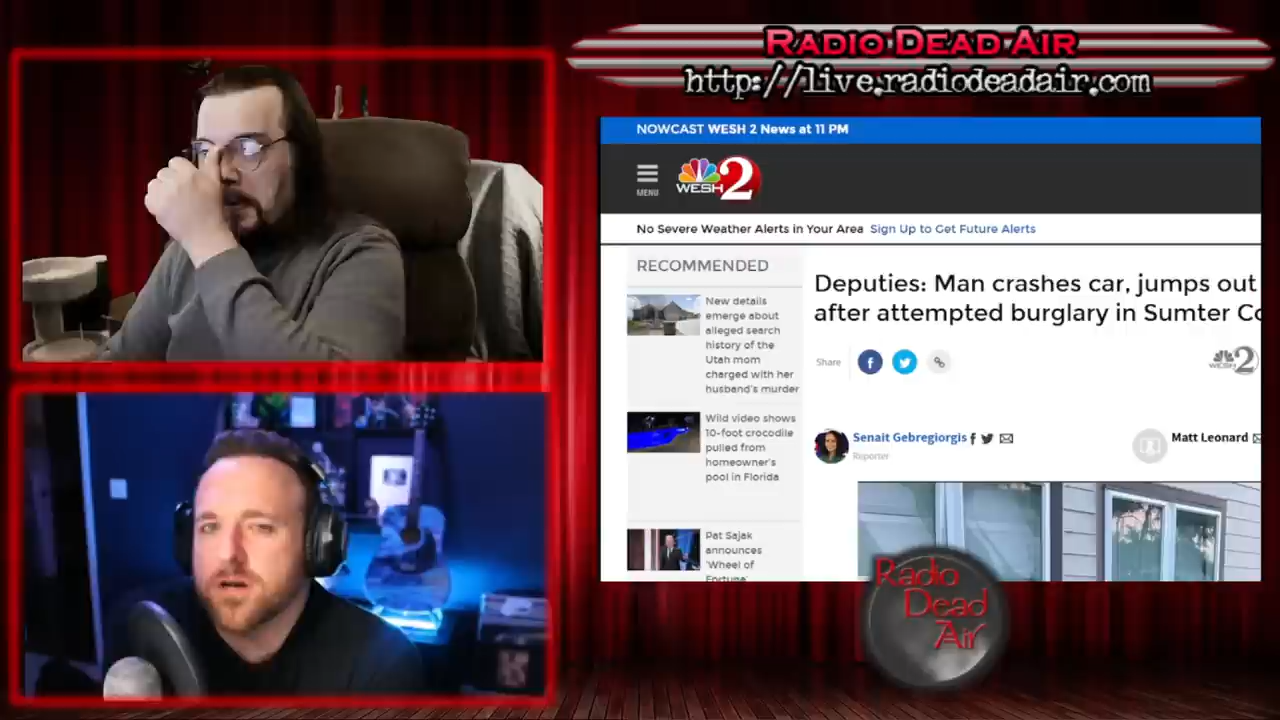 RADIO DEAD AIR
http://live.radiodeadair.com
NOWCAST WESH 2 News at 11 PM
MENU
WESH 2
No Severe Weather Alerts in Your Area Sign Up to Get Future Alerts
RECOMMENDED
New details
emerge about
alleged search
history of the
Utah mom
charged with her
husband's murder
Wild video shows
10-foot crocodile
pulled from
homeowner's
pool in Florida
Pat Sajak
announces
'Wheel of
Fortune'
Deputies: Man crashes car, jumps out
after attempted burglary in Sumter Co
Share
WESH 2
Senait Gebregiorgis
Reporter
Matt Leonard
Radio
Dead
Air